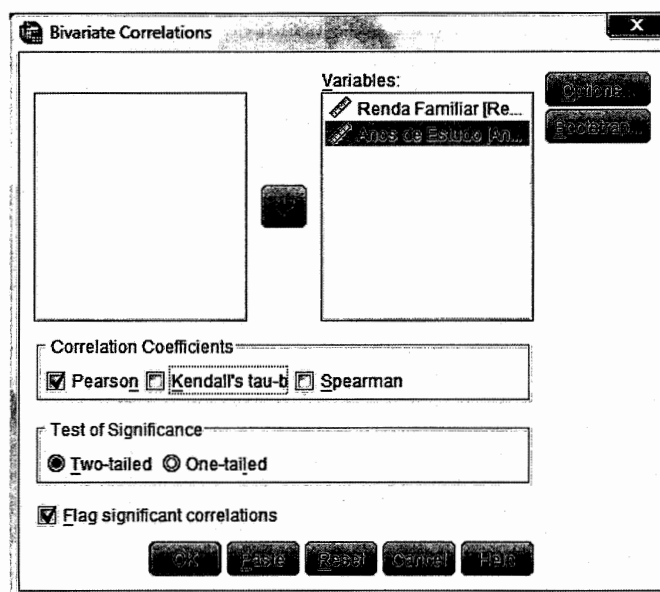 Bivariate Correlations
X
Variables:
Renda Familiar [Re...
Anos de Estudo [An...
Options...
Bootstrap...
Correlation Coefficients
Pearson Kendall's tau-b Spearman
Test of Significance
Two-tailed One-tailed
Flag significant correlations
OK Paste Reset Cancel Help